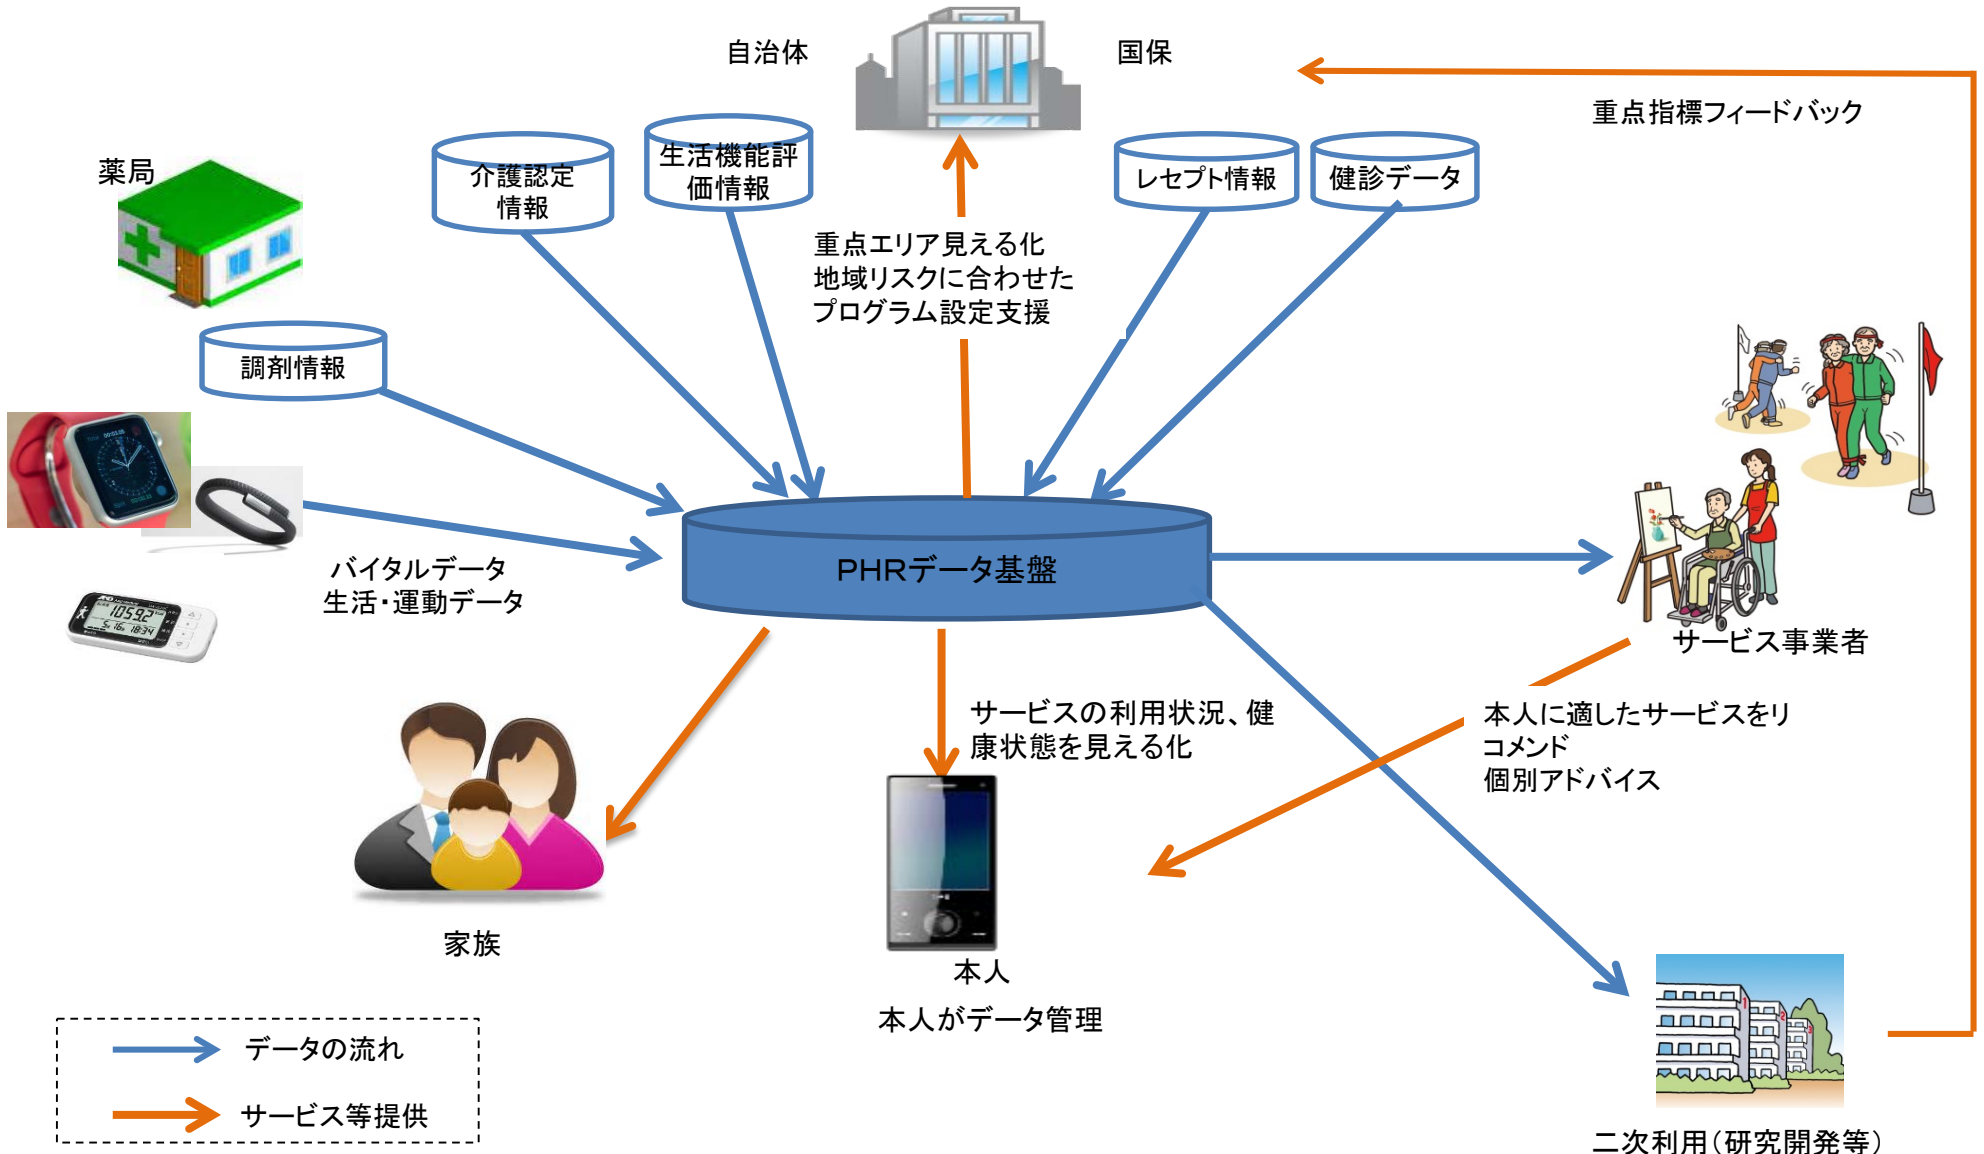 自治体
国保
重点指標フィードバック
薬局
介護認定
情報
生活機能評
価情報
レセプト情報
健診データ
重点エリア見える化
地域リスクに合わせた
プログラム設定支援
調剤情報
PHRデータ基盤
バイタルデータ
生活・運動データ
1059.2
18:34
サービス事業者
サービスの利用状況、健
康状態を見える化
本人に適したサービスをリ
コメンド
個別アドバイス
家族
本人
本人がデータ管理
1
2
3
データの流れ
サービス等提供
二次利用(研究開発等)